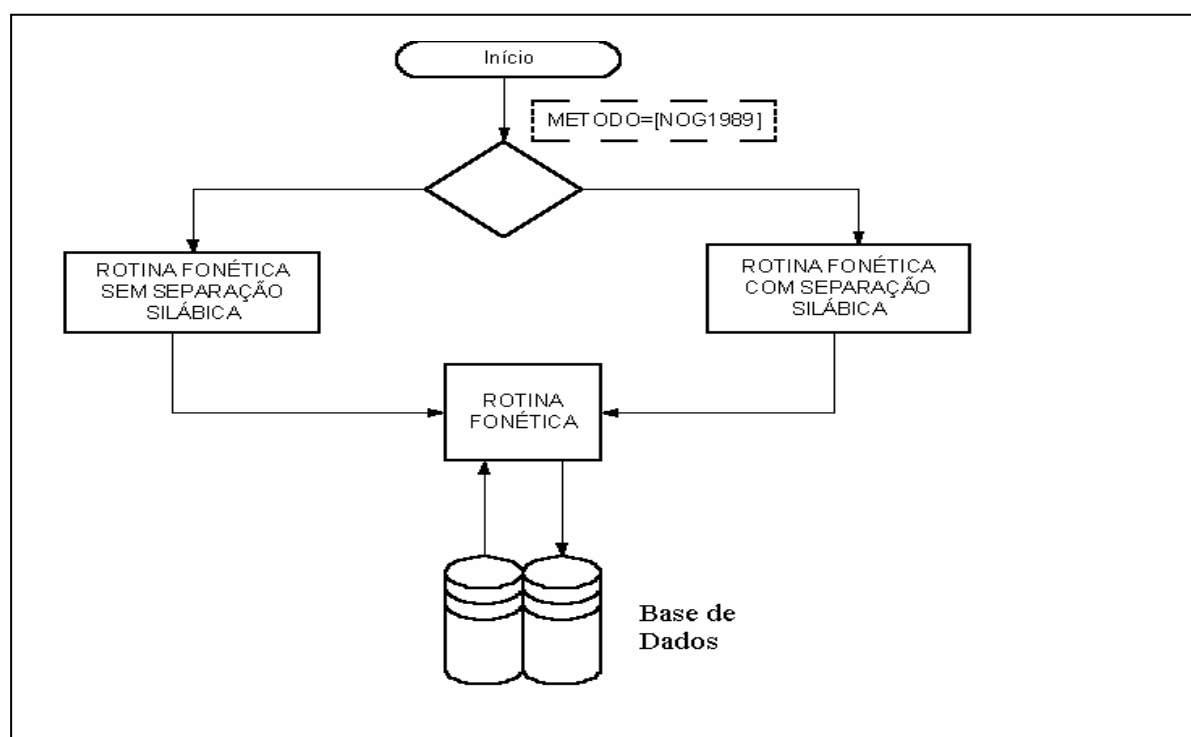 Início
METODO=[NOG1989]
ROTINA FONÉTICA
SEM SEPARAÇÃO
SILÁBICA
ROTINA FONÉTICA
COM SEPARAÇÃO
SILÁBICA
ROTINA
FONÉTICA
Base de
Dados